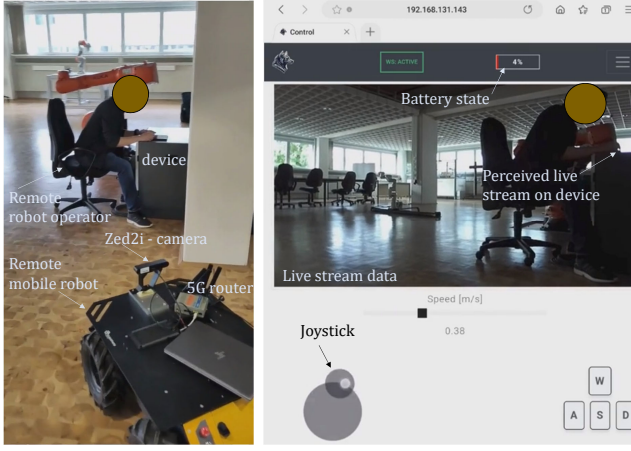 device
Remote
robot operator
Zed2i - camera
Remote
mobile robot
5G router
192.168.131.143
Control
WS: ACTIVE
4%
Battery state
Perceived live
stream on device
Live stream data
Speed [m/s]
0.38
Joystick
W
A S D